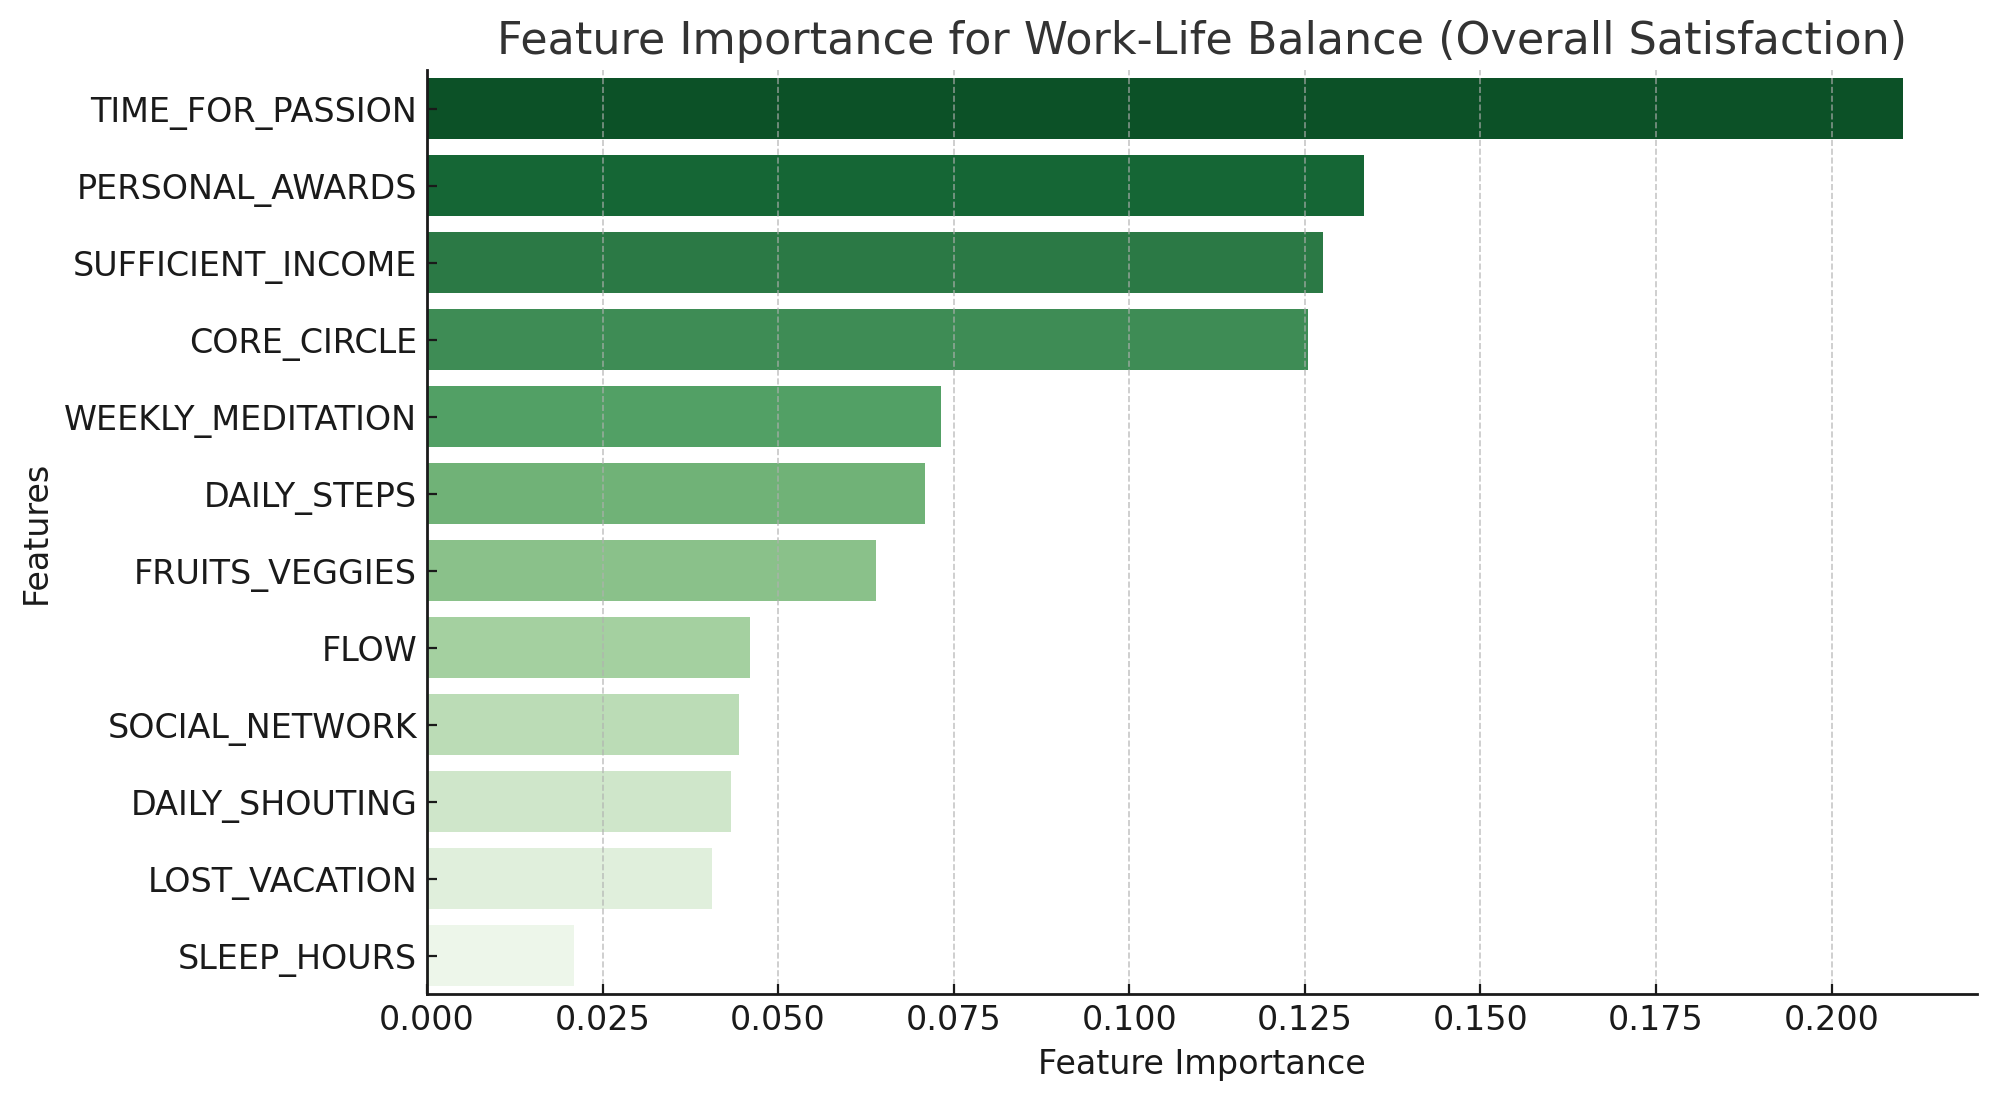 Feature Importance for Work-Life Balance (Overall Satisfaction)
TIME_FOR_PASSION
PERSONAL_AWARDS
SUFFICIENT_INCOME
CORE_CIRCLE
WEEKLY_MEDITATION
DAILY_STEPS
FRUITS_VEGGIES
FLOW
SOCIAL_NETWORK
DAILY_SHOUTING
LOST_VACATION
SLEEP_HOURS
Features
0.000 0.025 0.050 0.075 0.100 0.125 0.150 0.175 0.200
Feature Importance